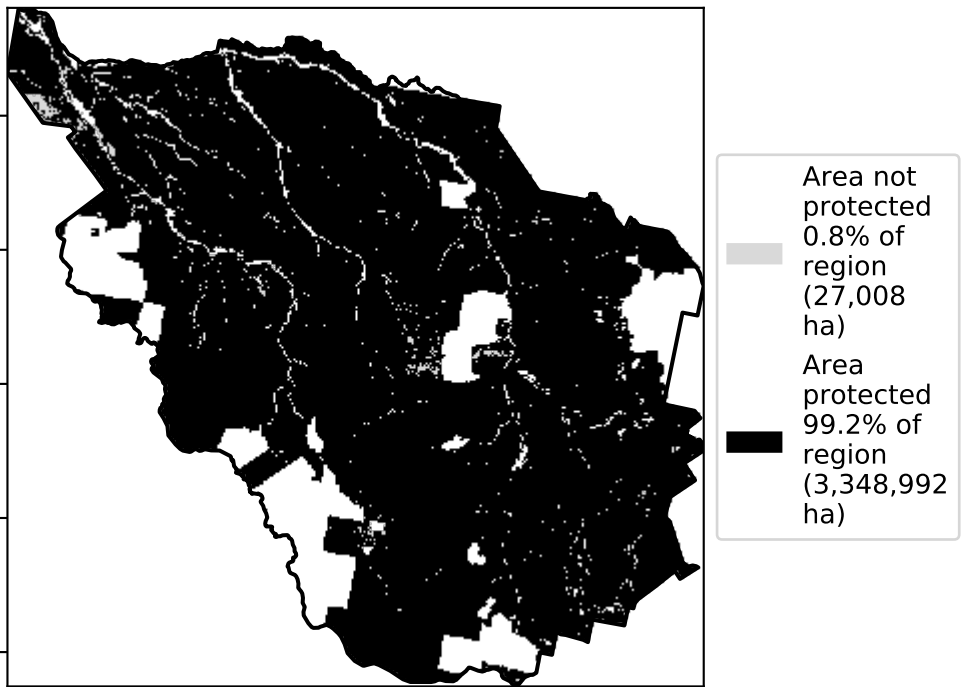 Area not
protected
0.8% of
region
(27,008
ha)
Area
protected
99.2% of
region
(3,348,992
ha)